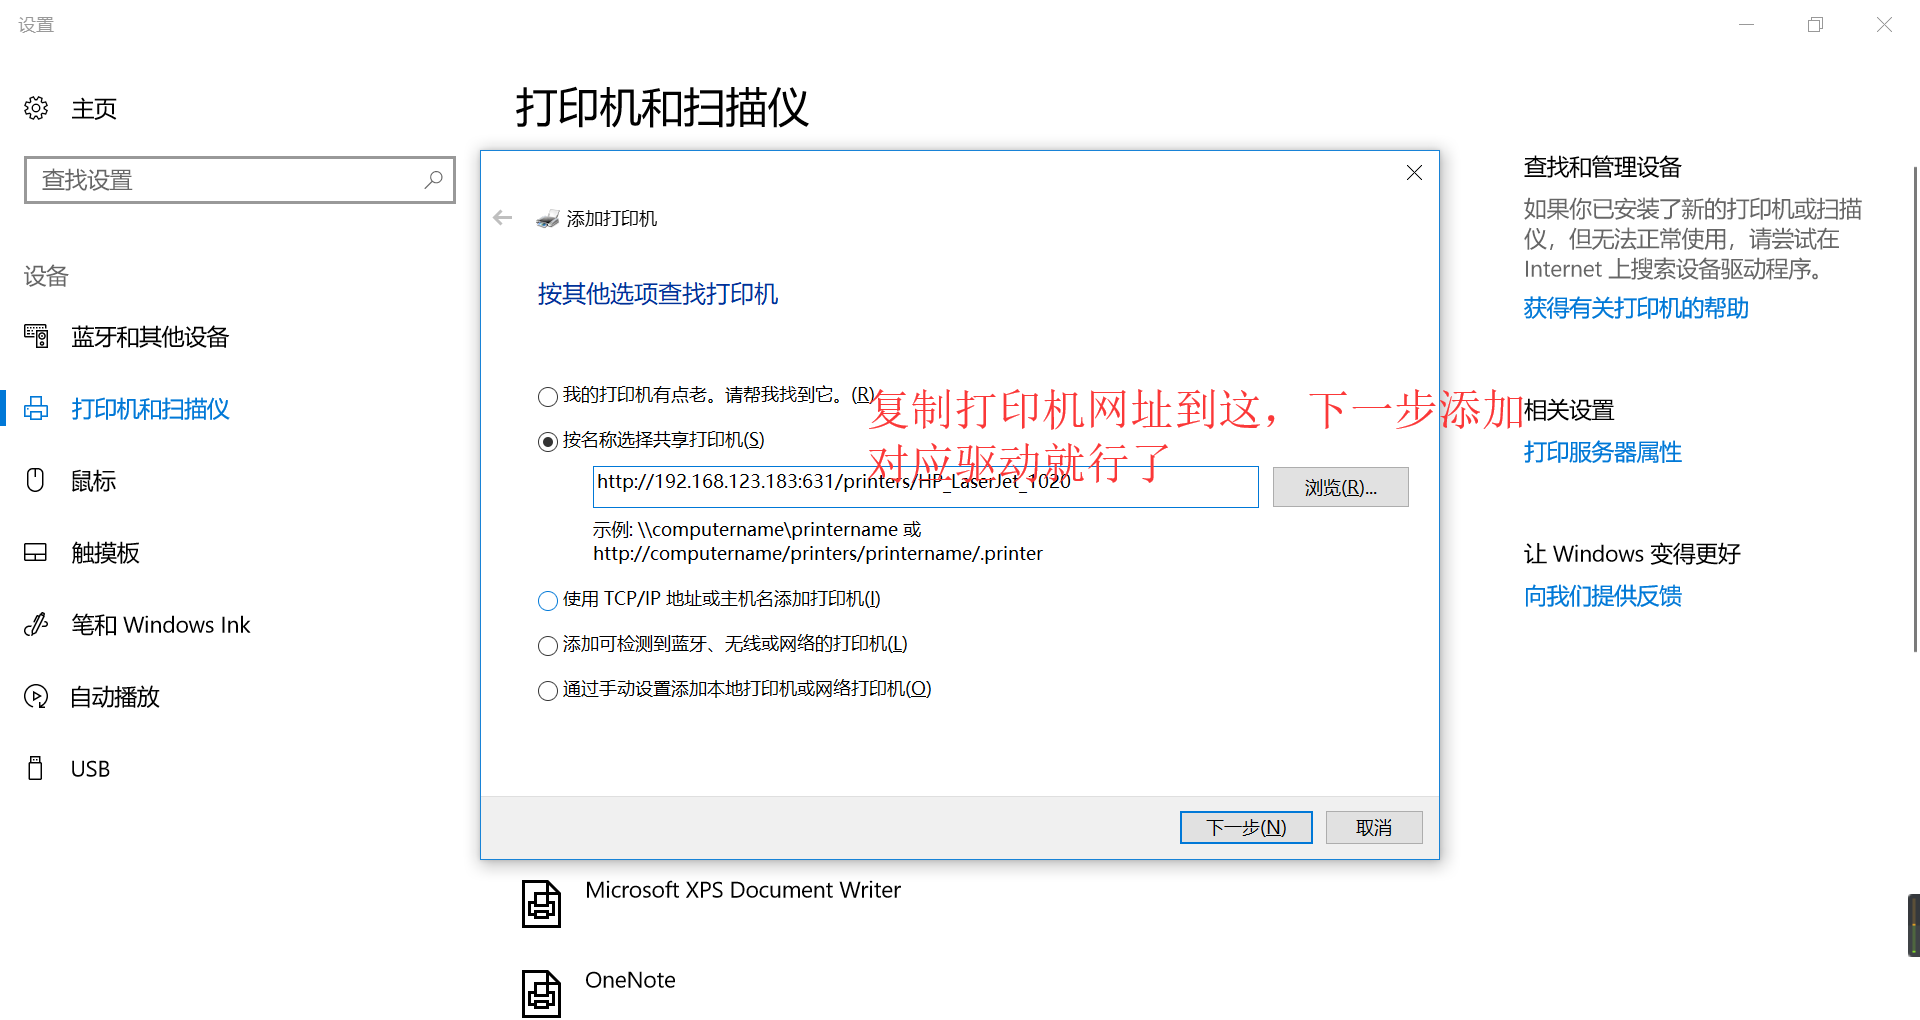 设置
主页
查找设置
设备
蓝牙和其他设备
打印机和扫描仪
鼠标
触摸板
笔和 Windows Ink
自动播放
USB
打印机和扫描仪
添加打印机
按其他选项查找打印机
我的打印机有点老。请帮我找到它。(R)
按名称选择共享打印机(S)
复制打印机网址到这，下一步添加
对应驱动就行了
http://192.168.123.183:631/printers/HP_LaserJet_1020
浏览(R)...
示例: \\computername\printername 或
http://computername/printers/printername/.printer
使用 TCP/IP 地址或主机名添加打印机(I)
添加可检测到蓝牙、无线或网络的打印机(L)
通过手动设置添加本地打印机或网络打印机(O)
下一步(N)
取消
Microsoft XPS Document Writer
OneNote
查找和管理设备
如果你已安装了新的打印机或扫描
仪，但无法正常使用，请尝试在
Internet 上搜索设备驱动程序。
获得有关打印机的帮助
相关设置
打印服务器属性
让 Windows 变得更好
向我们提供反馈